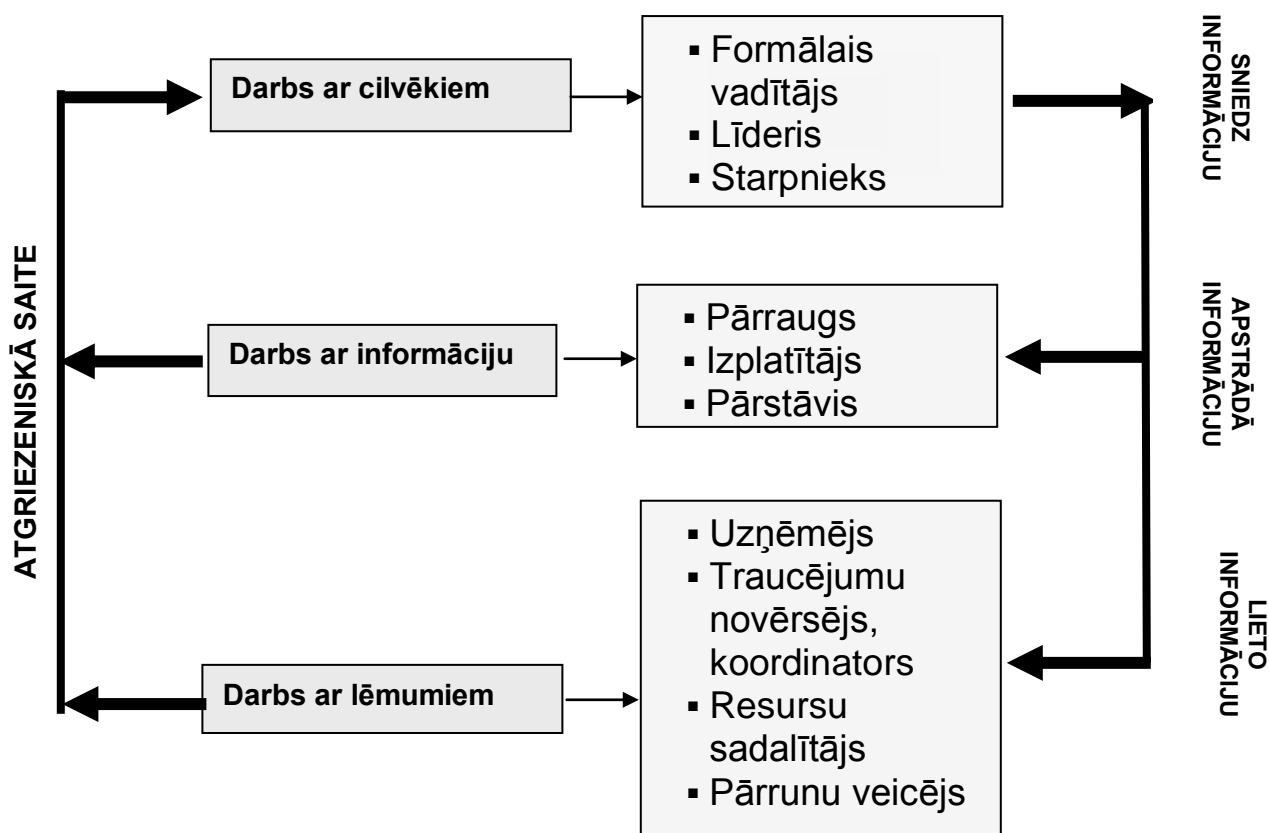 ATGRIEZENISKĀ SAITE
Darbs ar cilvēkiem
▪ Formālais
vadītājs
▪ Līderis
▪ Starpnieks
SNIEDZ
INFORMĀCIJU
Darbs ar informāciju
▪ Pārraugs
▪ Izplatītājs
▪ Pārstāvis
APSTRĀDĀ
INFORMĀCIJU
Darbs ar lēmumiem
▪ Uzņēmējs
▪ Traucējumu
novērsējs,
koordinators
▪ Resursu
sadalītājs
▪ Pārrunu veicējs
LIETO
INFORMĀCIJU